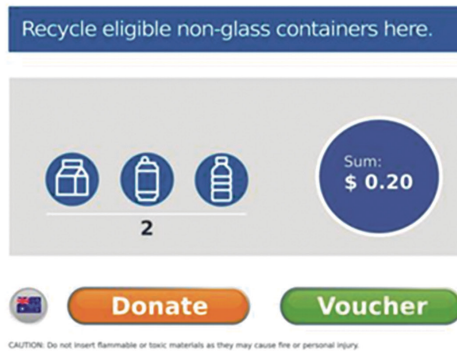 Recycle eligible non-glass containers here.
Sum:
$ 0.20
2
Donate
Voucher
CAUTION: Do not insert flammable or toxic materials as they may cause fire or personal injury.